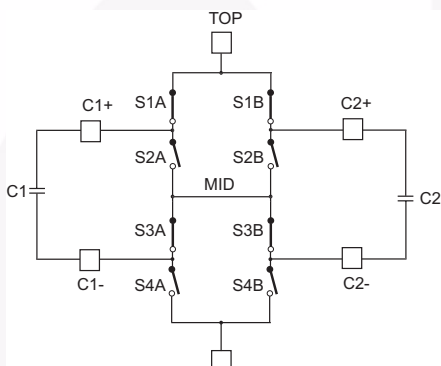 TOP
C1+
S1A
S1B
C2+
S2A
S2B
C1
MID
C2
S3A
S3B
C1-
S4A
S4B
C2-